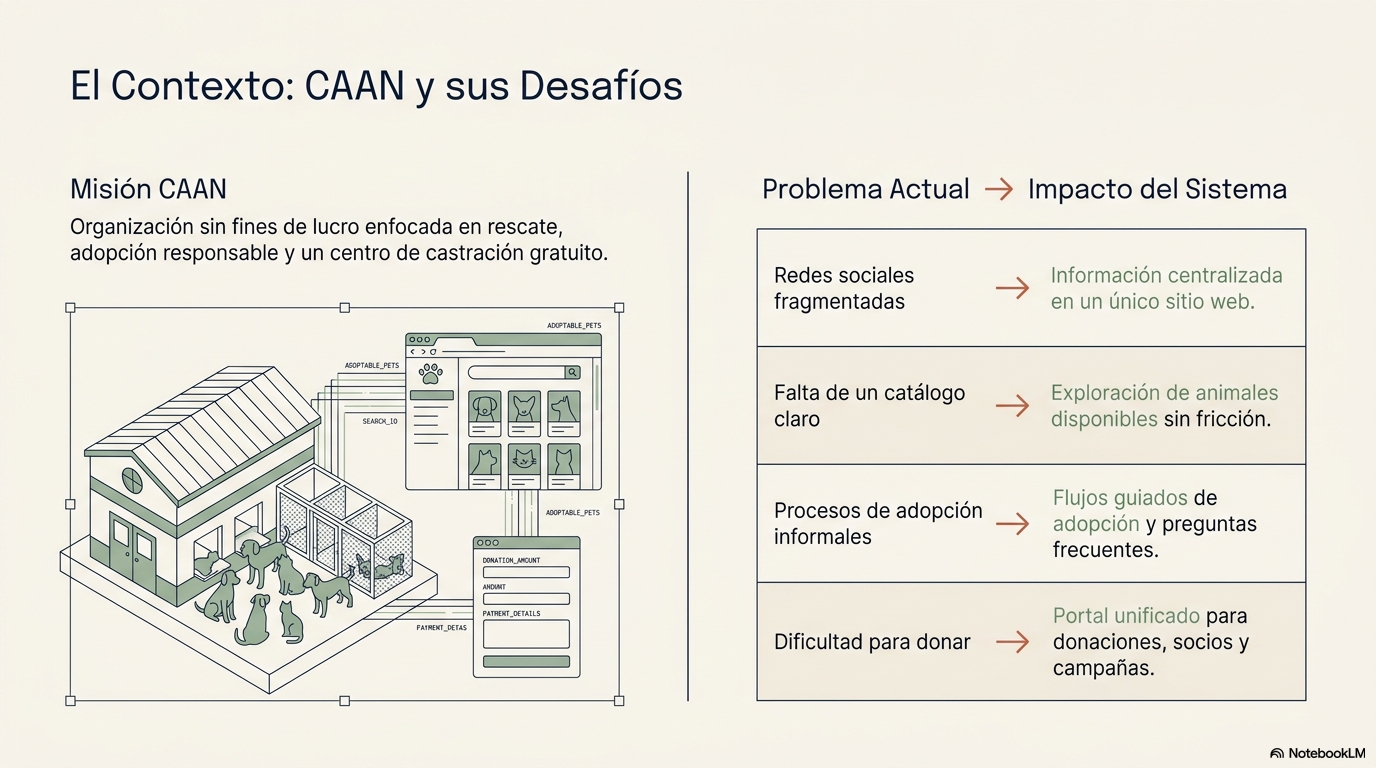 El Contexto: CAAN y sus Desafíos
Misión CAAN
Organización sin fines de lucro enfocada en rescate,
adopción responsable y un centro de castración gratuito.
ADOPTABLE_PETS
AGOPTABLE_PETS
SEARCH_IO
ADOPTABLE_PETS
DONATION_AMOUNT
AMOUNT
PATMENT_DETAILS
PATMENT_DETAS
Problema Actual → Impacto del Sistema
Redes sociales
fragmentadas
→
Información centralizada
en un único sitio web.
Falta de un catálogo
claro
→
Exploración de animales
disponibles sin fricción.
Procesos de adopción
informales
→
Flujos guiados de
adopción y preguntas
frecuentes.
Dificultad para donar
→
Portal unificado para
donaciones, socios y
campañas.
NotebookLM